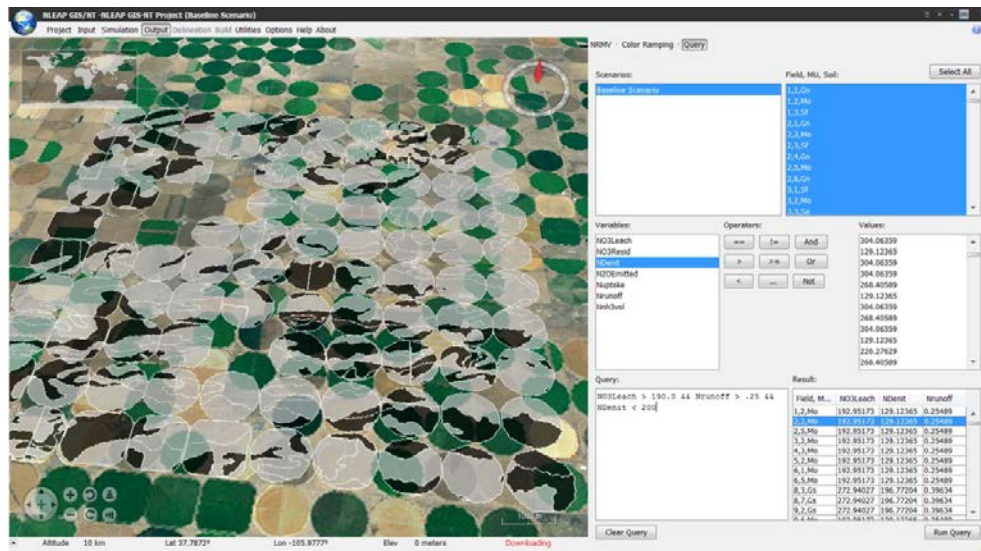 NLEAP GIS/NT -NLEAP GIS-NT Project (Baseline Scenario)
Project Input Simulation Output Delineation Build Utilities Options Help About
NRMV · Color Ramping · Query
Scenarios:
Field, MU, Soil:
Select All
Baseline Scenario
1,1,Gn
1,2,Mo
1,3,Sf
2,1,Gn
2,2,Mo
2,3,Sf
2,4,Gn
2,5,Mo
2,6,Gn
3,1,Sf
3,2,Mo
3,3,Se
Variables:
Operators:
Values:
NO3Leach
NO3Resid
NDenit
N2OEmitted
Nuptake
Nrunoff
Nnh3vol
== != And
> >= Or
< ... Not
304.06359
129.12365
304.06359
304.06359
268.40589
129.12365
304.06359
268.40589
304.06359
129.12365
226.27629
268.40589
Query:
Result:
NO3Leach > 190.0 && Nrunoff > .25 &&
NDenit < 200
Field, M... NO3Leach NDenit Nrunoff
1,2,Mo 192.95173 129.12365 0.25489
2,2,Mo 192.95173 129.12365 0.25489
2,5,Mo 192.95173 129.12365 0.25489
3,2,Mo 192.95173 129.12365 0.25489
4,3,Mo 192.95173 129.12365 0.25489
5,2,Mo 192.95173 129.12365 0.25489
6,1,Mo 192.95173 129.12365 0.25489
6,5,Mo 192.95173 129.12365 0.25489
8,3,Gs 272.94027 196.77204 0.39634
8,7,Gs 272.94027 196.77204 0.39634
9,2,Gs 272.94027 196.77204 0.39634
Clear Query
Run Query
Altitude 10 km Lat 37.7872° Lon -105.9777° Elev 0 meters Downloading